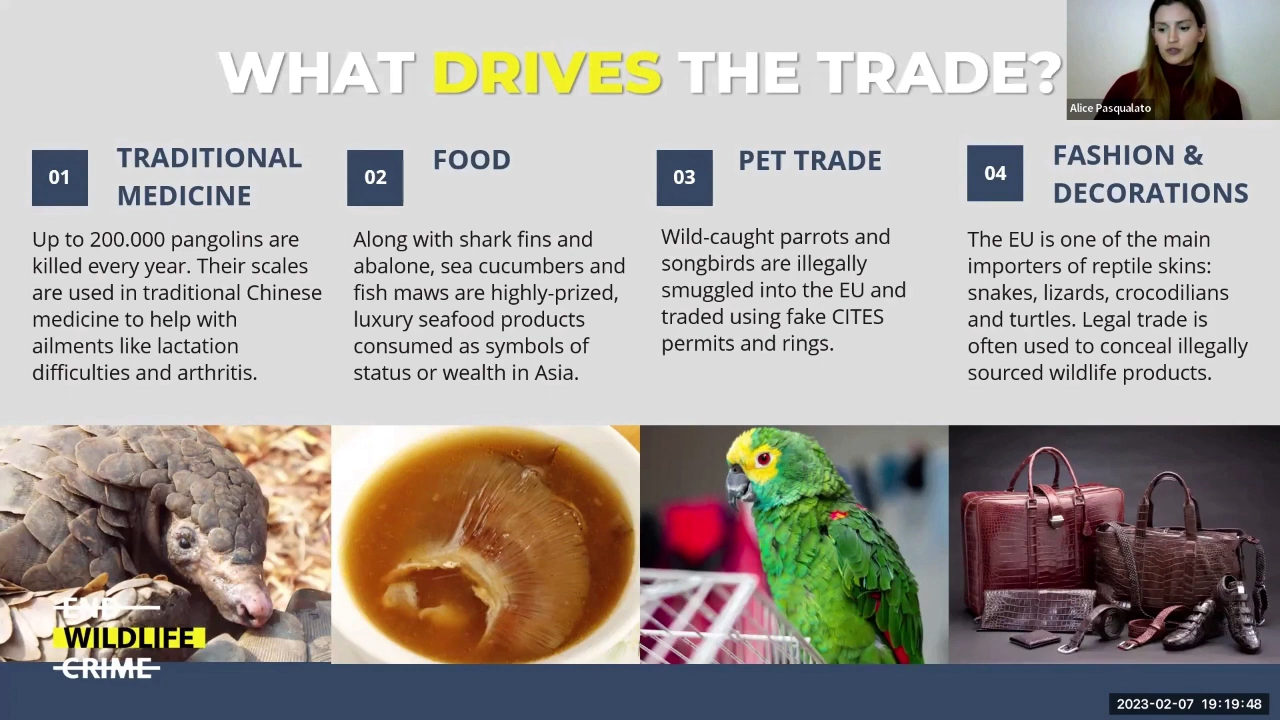 WHAT DRIVES THE TRADE?
Alice Pasqualato
01
TRADITIONAL
MEDICINE
Up to 200.000 pangolins are
killed every year. Their scales
are used in traditional Chinese
medicine to help with
ailments like lactation
difficulties and arthritis.
02
FOOD
Along with shark fins and
abalone, sea cucumbers and
fish maws are highly-prized,
luxury seafood products
consumed as symbols of
status or wealth in Asia.
03
PET TRADE
Wild-caught parrots and
songbirds are illegally
smuggled into the EU and
traded using fake CITES
permits and rings.
04
FASHION &
DECORATIONS
The EU is one of the main
importers of reptile skins:
snakes, lizards, crocodilians
and turtles. Legal trade is
often used to conceal illegally
sourced wildlife products.
END
WILDLIFE
CRIME
2023-02-07 19:19:48